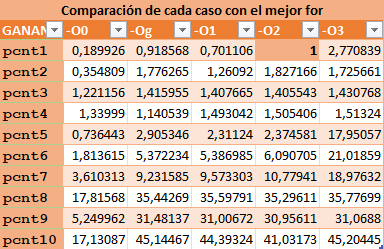 Comparación de cada caso con el mejor for
GANAN -O0 -Og -O1 -O2 -O3
pcnt1 0,189926 0,918568 0,701106 1 2,770839
pcnt2 0,354809 1,776265 1,26092 1,827166 1,725661
pcnt3 1,221156 1,415955 1,407665 1,405543 1,430768
pcnt4 1,33999 1,140539 1,493042 1,505406 1,51324
pcnt5 0,736443 2,905346 2,31124 2,374581 17,95057
pcnt6 1,813615 5,372234 5,386985 6,090705 21,01859
pcnt7 3,610313 9,231585 9,573303 10,77941 18,97632
pcnt8 17,81568 35,44269 35,59791 35,29611 35,77699
pcnt9 5,249962 31,48137 31,00672 30,95611 31,0688
pcnt10 17,13087 45,14467 44,39324 41,03173 45,20445